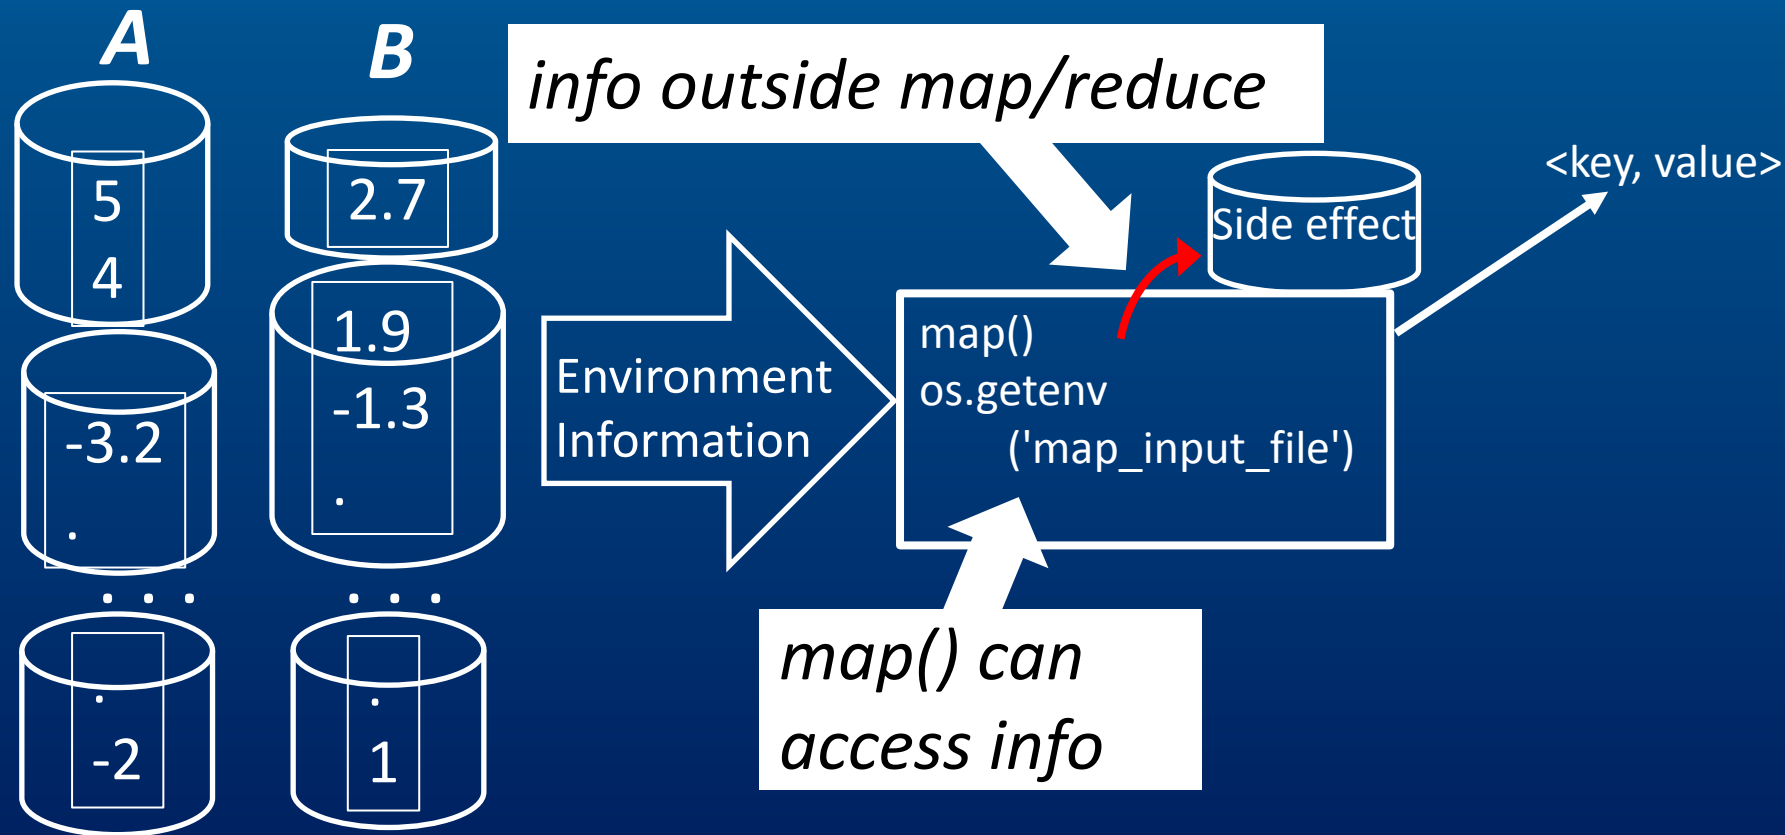 A
5
4
-3.2
.
. . .
.
-2
B
2.7
1.9
-1.3
.
. . .
.
1
info outside map/reduce
Environment
Information
Side effect
<key, value>
map()
os.getenv
('map_input_file')
map() can
access info